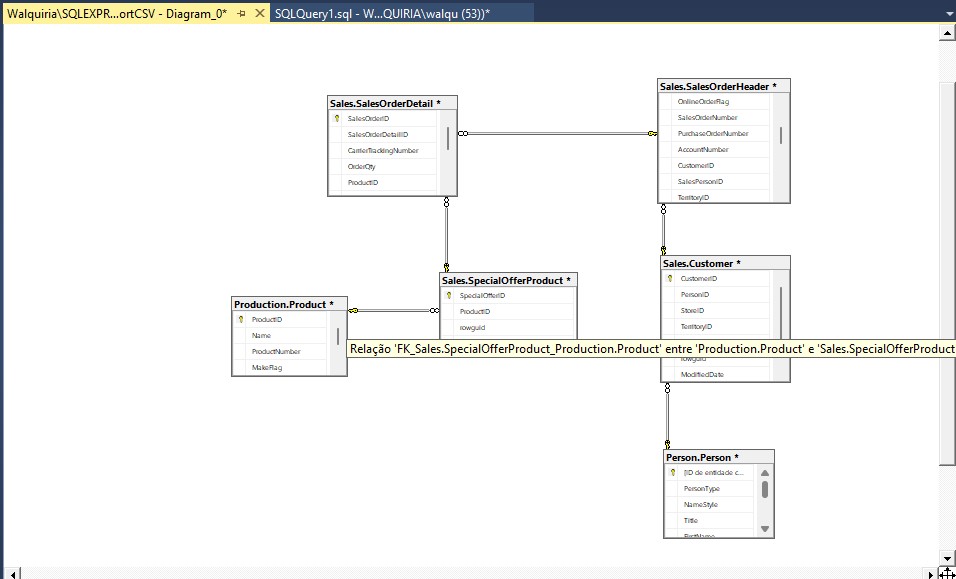 Walquiria\SQLEXPR...ortCSV - Diagram_0*
SQLQuery1.sql - W...QUIRIA\walqu (53))*
Sales.SalesOrderDetail *
SalesOrderID
SalesOrderDetailID
CarrierTrackingNumber
OrderQty
ProductID
Sales.SalesOrderHeader *
OnlineOrderFlag
SalesOrderNumber
PurchaseOrderNumber
AccountNumber
CustomerID
SalesPersonID
TerritoryID
Sales.SpecialOfferProduct *
SpecialOfferID
ProductID
rowguid
Sales.Customer *
CustomerID
PersonID
StoreID
TerritoryID
rowguid
ModifiedDate
Production.Product *
ProductID
Name
ProductNumber
MakeFlag
Relação 'FK_Sales.SpecialOfferProduct_Production.Product' entre 'Production.Product' e 'Sales.SpecialOfferProduct
Person.Person *
[ID de entidade c...
PersonType
NameStyle
Title
FirstName